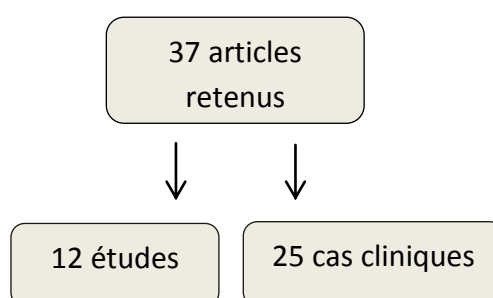 37 articles
retenus
12 études
25 cas cliniques